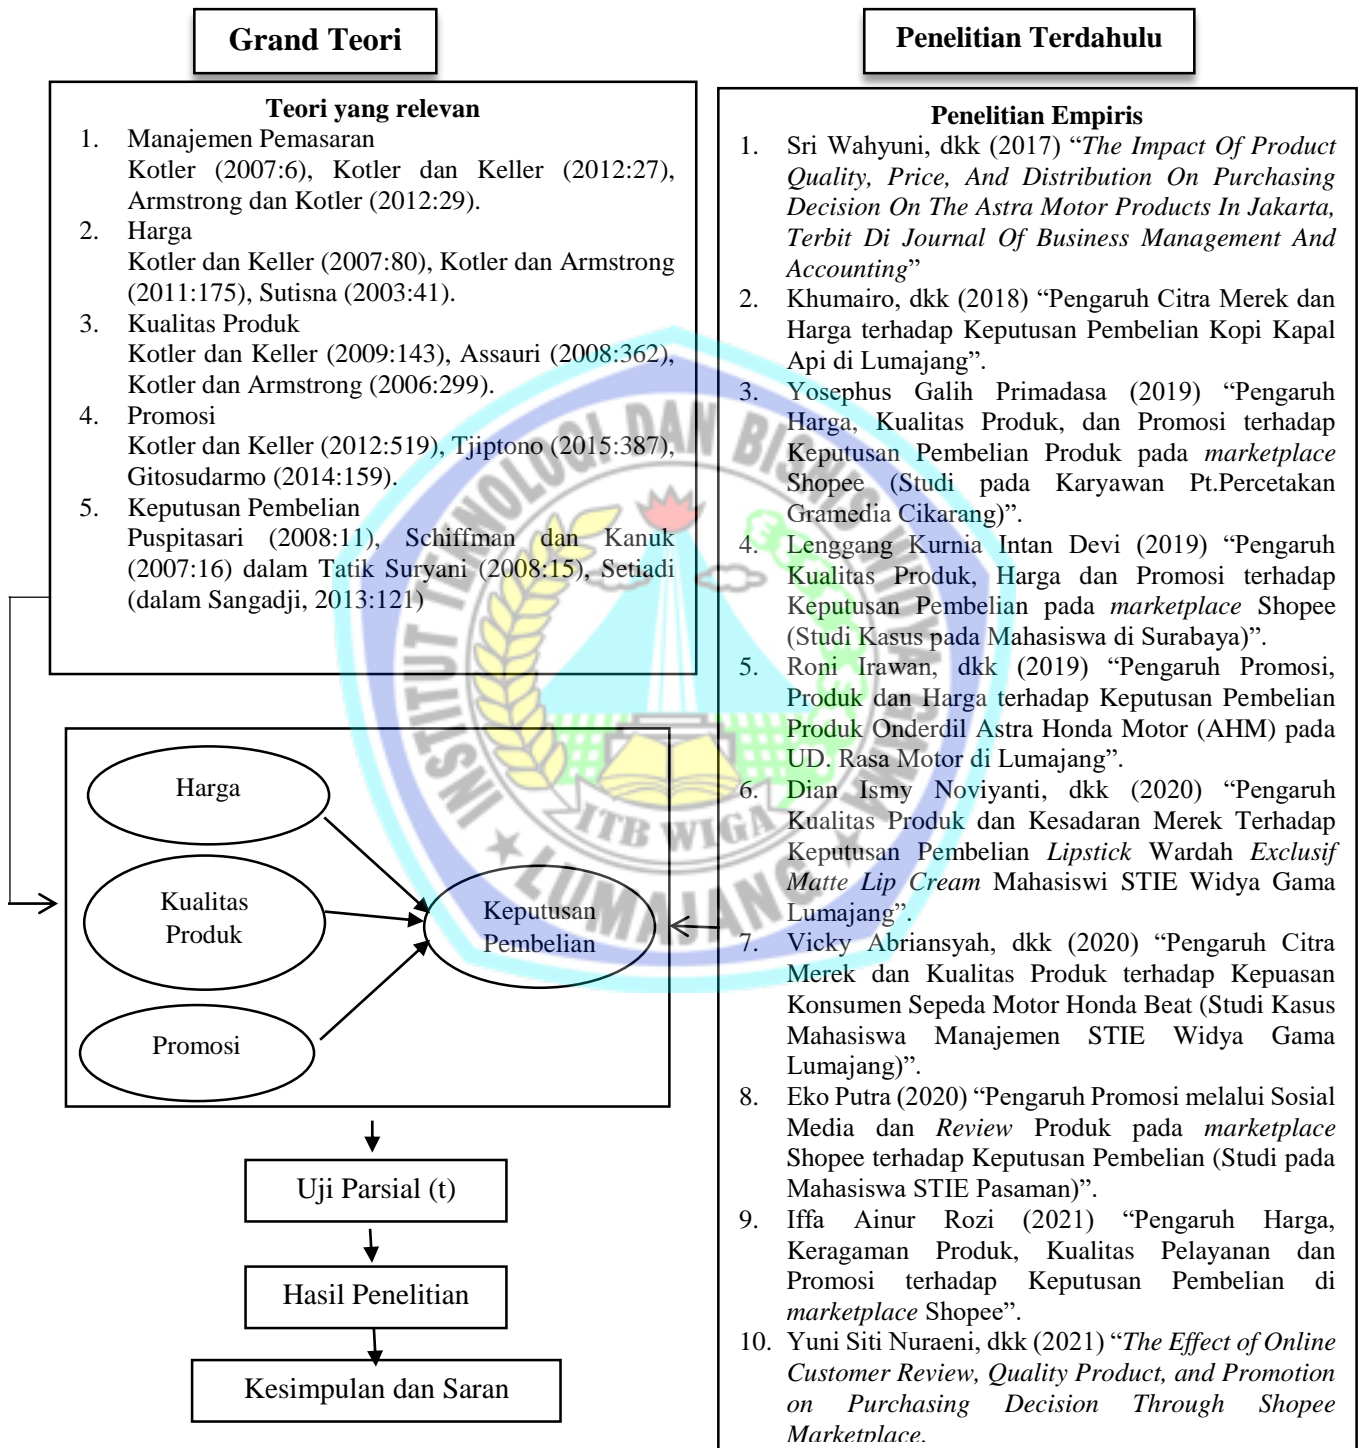 Grand Teori
Teori yang relevan
1. Manajemen Pemasaran
Kotler (2007:6), Kotler dan Keller (2012:27),
Armstrong dan Kotler (2012:29).
2. Harga
Kotler dan Keller (2007:80), Kotler dan Armstrong
(2011:175), Sutisna (2003:41).
3. Kualitas Produk
Kotler dan Keller (2009:143), Assauri (2008:362),
Kotler dan Armstrong (2006:299).
4. Promosi
Kotler dan Keller (2012:519), Tjiptono (2015:387),
Gitosudarmo (2014:159).
5. Keputusan Pembelian
Puspitasari (2008:11), Schiffman dan Kanuk
(2007:16) dalam Tatik Suryani (2008:15), Setiadi
(dalam Sangadji, 2013:121)
Harga
Kualitas
Produk
Promosi
Keputusan
Pembelian
Uji Parsial (t)
Hasil Penelitian
Kesimpulan dan Saran
Penelitian Terdahulu
Penelitian Empiris
1. Sri Wahyuni, dkk (2017) “The Impact Of Product
Quality, Price, And Distribution On Purchasing
Decision On The Astra Motor Products In Jakarta,
Terbit Di Journal Of Business Management And
Accounting”
2. Khumairo, dkk (2018) “Pengaruh Citra Merek dan
Harga terhadap Keputusan Pembelian Kopi Kapal
Api di Lumajang”.
3. Yosephus Galih Primadasa (2019) “Pengaruh
Harga, Kualitas Produk, dan Promosi terhadap
Keputusan Pembelian Produk pada marketplace
Shopee (Studi pada Karyawan Pt.Percetakan
Gramedia Cikarang)”.
4. Lenggang Kurnia Intan Devi (2019) “Pengaruh
Kualitas Produk, Harga dan Promosi terhadap
Keputusan Pembelian pada marketplace Shopee
(Studi Kasus pada Mahasiswa di Surabaya)”.
5. Roni Irawan, dkk (2019) “Pengaruh Promosi,
Produk dan Harga terhadap Keputusan Pembelian
Produk Onderdil Astra Honda Motor (AHM) pada
UD. Rasa Motor di Lumajang”.
6. Dian Ismy Noviyanti, dkk (2020) “Pengaruh
Kualitas Produk dan Kesadaran Merek Terhadap
Keputusan Pembelian Lipstick Wardah Exclusif
Matte Lip Cream Mahasiswi STIE Widya Gama
Lumajang”.
7. Vicky Abriansyah, dkk (2020) “Pengaruh Citra
Merek dan Kualitas Produk terhadap Kepuasan
Konsumen Sepeda Motor Honda Beat (Studi Kasus
Mahasiswa Manajemen STIE Widya Gama
Lumajang)”.
8. Eko Putra (2020) “Pengaruh Promosi melalui Sosial
Media dan Review Produk pada marketplace
Shopee terhadap Keputusan Pembelian (Studi pada
Mahasiswa STIE Pasaman)”.
9. Iffa Ainur Rozi (2021) “Pengaruh Harga,
Keragaman Produk, Kualitas Pelayanan dan
Promosi terhadap Keputusan Pembelian di
marketplace Shopee”.
10. Yuni Siti Nuraeni, dkk (2021) “The Effect of Online
Customer Review, Quality Product, and Promotion
on Purchasing Decision Through Shopee
Marketplace.
INSTITUT TEKNOLOGI DAN BISNIS WIDYA GAMA
LUMAJANG
ITB WIGA